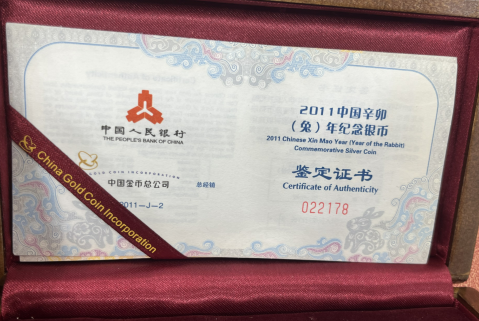 中国人民银行
THE PEOPLE'S BANK OF CHINA
GOLD COIN INCORPORATION
中国金币总公司 总经销
2011-J-2
China Gold Coin Incorporation
2011中国辛卯
（兔）年纪念银币
2011 Chinese Xin Mao Year (Year of the Rabbit)
Commemorative Silver Coin
鉴定证书
Certificate of Authenticity
022178